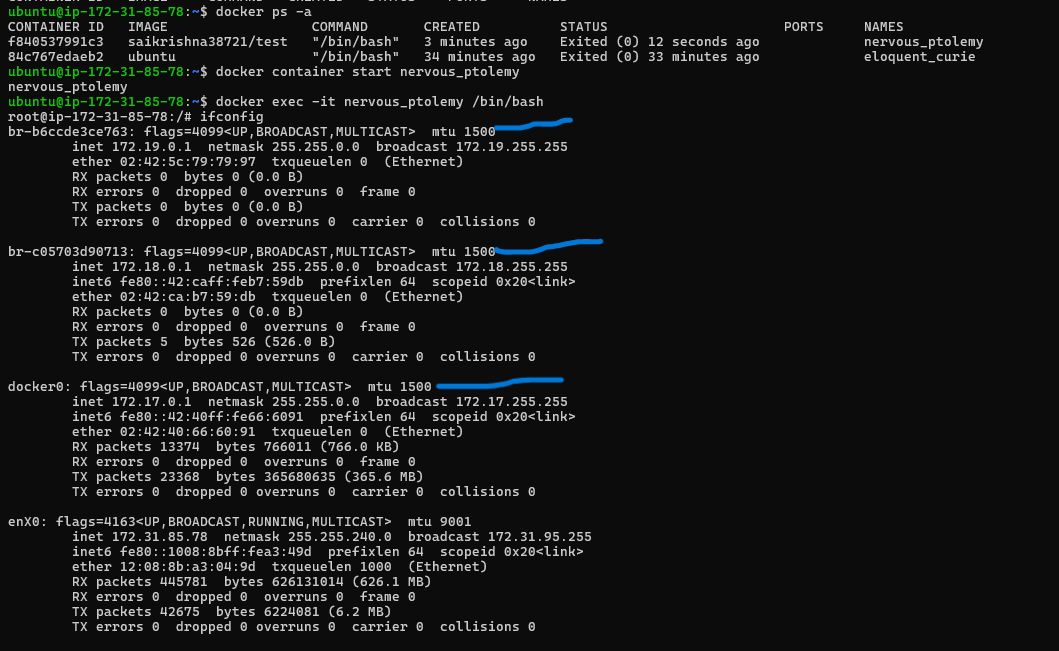 ubuntu@ip-172-31-85-78:~$ docker ps -a
CONTAINER ID   IMAGE                  COMMAND       CREATED          STATUS                      PORTS     NAMES
f840537991c3   saikrishna38721/test   "/bin/bash"   3 minutes ago    Exited (0) 12 seconds ago             nervous_ptolemy
84c767edaeb2   ubuntu                 "/bin/bash"   34 minutes ago   Exited (0) 33 minutes ago             eloquent_curie
ubuntu@ip-172-31-85-78:~$ docker container start nervous_ptolemy
nervous_ptolemy
ubuntu@ip-172-31-85-78:~$ docker exec -it nervous_ptolemy /bin/bash
root@ip-172-31-85-78:/# ifconfig
br-b6ccde3ce763: flags=4099<UP,BROADCAST,MULTICAST>  mtu 1500
        inet 172.19.0.1  netmask 255.255.0.0  broadcast 172.19.255.255
        ether 02:42:5c:79:79:97  txqueuelen 0  (Ethernet)
        RX packets 0  bytes 0 (0.0 B)
        RX errors 0  dropped 0  overruns 0  frame 0
        TX packets 0  bytes 0 (0.0 B)
        TX errors 0  dropped 0 overruns 0  carrier 0  collisions 0
br-c05703d90713: flags=4099<UP,BROADCAST,MULTICAST>  mtu 1500
        inet 172.18.0.1  netmask 255.255.0.0  broadcast 172.18.255.255
        inet6 fe80::42:caff:feb7:59db  prefixlen 64  scopeid 0x20<link>
        ether 02:42:ca:b7:59:db  txqueuelen 0  (Ethernet)
        RX packets 0  bytes 0 (0.0 B)
        RX errors 0  dropped 0  overruns 0  frame 0
        TX packets 5  bytes 526 (526.0 B)
        TX errors 0  dropped 0 overruns 0  carrier 0  collisions 0
docker0: flags=4099<UP,BROADCAST,MULTICAST>  mtu 1500
        inet 172.17.0.1  netmask 255.255.0.0  broadcast 172.17.255.255
        inet6 fe80::42:40ff:fe66:6091  prefixlen 64  scopeid 0x20<link>
        ether 02:42:40:66:60:91  txqueuelen 0  (Ethernet)
        RX packets 13374  bytes 766011 (766.0 KB)
        RX errors 0  dropped 0  overruns 0  frame 0
        TX packets 23368  bytes 365680635 (365.6 MB)
        TX errors 0  dropped 0 overruns 0  carrier 0  collisions 0
enX0: flags=4163<UP,BROADCAST,RUNNING,MULTICAST>  mtu 9001
        inet 172.31.85.78  netmask 255.255.240.0  broadcast 172.31.95.255
        inet6 fe80::1008:8bff:fea3:49d  prefixlen 64  scopeid 0x20<link>
        ether 12:08:8b:a3:04:9d  txqueuelen 1000  (Ethernet)
        RX packets 445781  bytes 626131014 (626.1 MB)
        RX errors 0  dropped 0  overruns 0  frame 0
        TX packets 42675  bytes 6224081 (6.2 MB)
        TX errors 0  dropped 0 overruns 0  carrier 0  collisions 0